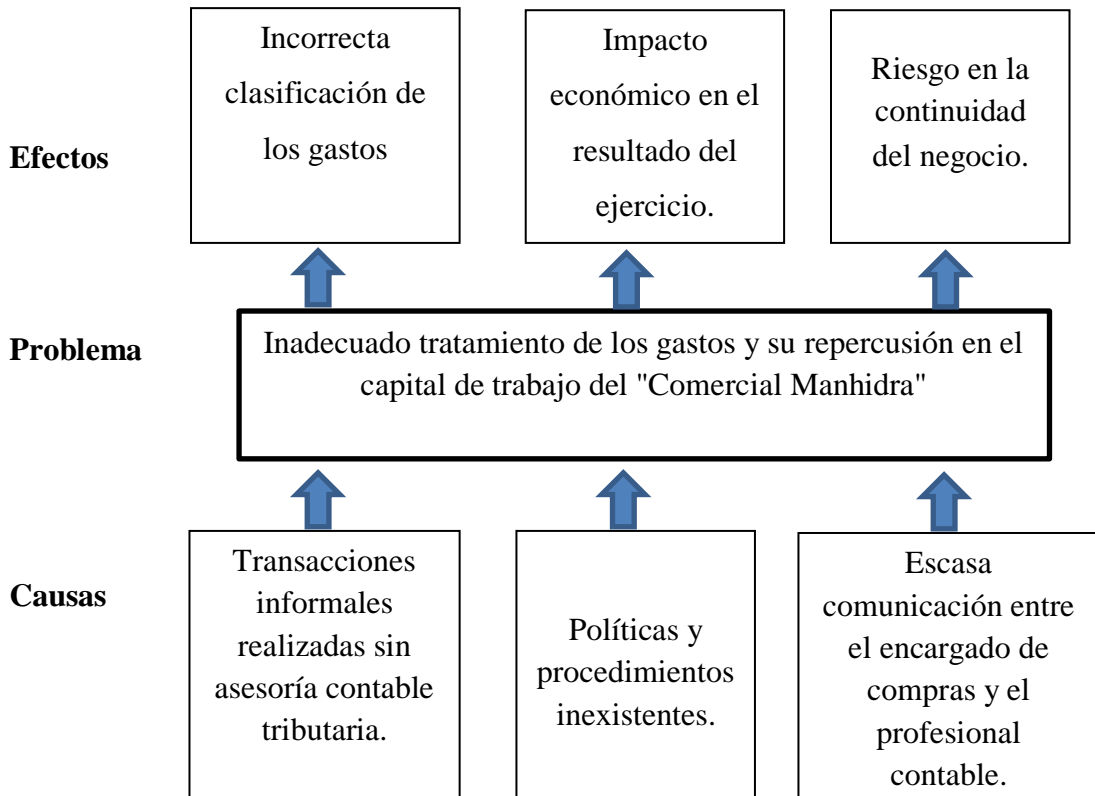 Efectos
Incorrecta
clasificación de
los gastos
Impacto
económico en el
resultado del
ejercicio.
Riesgo en la
continuidad
del negocio.
Problema
Inadecuado tratamiento de los gastos y su repercusión en el
capital de trabajo del "Comercial Manhidra"
Causas
Transacciones
informales
realizadas sin
asesoría contable
tributaria.
Políticas y
procedimientos
inexistentes.
Escasa
comunicación entre
el encargado de
compras y el
profesional
contable.